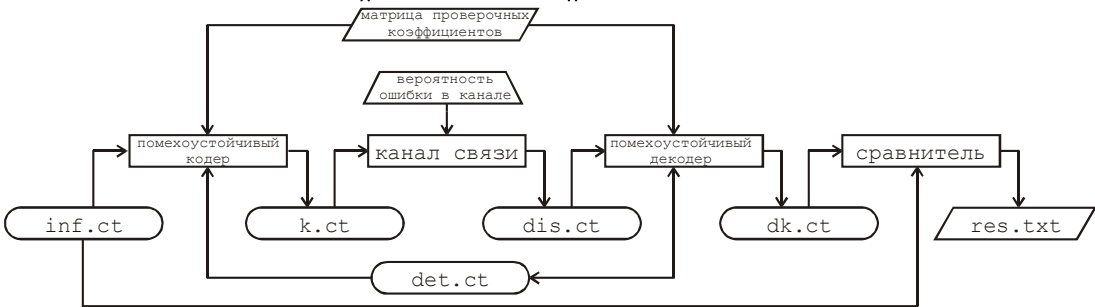 матрица проверочных
коэффициентов
вероятность
ошибки в канале
помехоустойчивый
кодер
канал связи
помехоустойчивый
декодер
сравнитель
inf.ct
k.ct
dis.ct
dk.ct
res.txt
det.ct